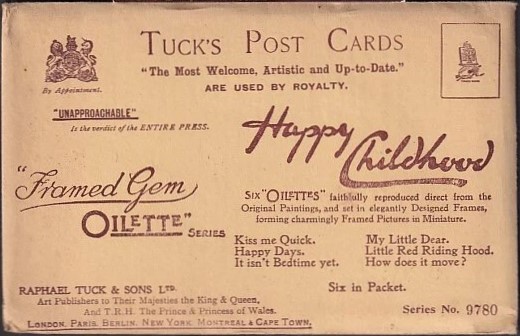 TUCK'S POST CARDS
"The Most Welcome, Artistic and Up-to-Date."
ARE USED BY ROYALTY.
By Appointment.
"UNAPPROACHABLE"
Is the verdict of the ENTIRE PRESS.
Happy
Childhood
"Framed Gem
OILETTE"
SERIES
SIX "OILETTES" faithfully reproduced direct from the
Original Paintings, and set in elegantly Designed Frames,
forming charmingly Framed Pictures in Miniature.
Kiss me Quick.
Happy Days.
It isn't Bedtime yet.
My Little Dear.
Little Red Riding Hood.
How does it move?
Six in Packet.
RAPHAEL TUCK & SONS LTD.
Art Publishers to Their Majesties the King & Queen,
And T.R.H. The Prince & Princess of Wales.
LONDON. PARIS. BERLIN. NEW YORK. MONTREAL & CAPE TOWN.
Series No. 9780